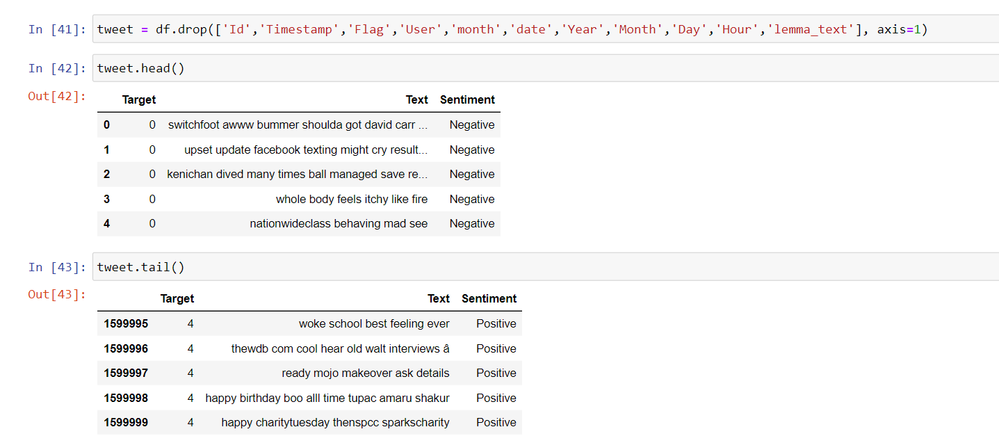 In [41]: tweet = df.drop(['Id','Timestamp','Flag','User','month','date','Year','Month','Day','Hour','lemma_text'], axis=1)
In [42]: tweet.head()
Out[42]:
Target Text Sentiment
0 0 switchfoot awww bummer shoulda got david carr ... Negative
1 0 upset update facebook texting might cry result... Negative
2 0 kenichan dived many times ball managed save re... Negative
3 0 whole body feels itchy like fire Negative
4 0 nationwideclass behaving mad see Negative
In [43]: tweet.tail()
Out[43]:
Target Text Sentiment
1599995 4 woke school best feeling ever Positive
1599996 4 thewdb com cool hear old walt interviews â Positive
1599997 4 ready mojo makeover ask details Positive
1599998 4 happy birthday boo alll time tupac amaru shakur Positive
1599999 4 happy charitytuesday thenspcc sparkscharity Positive